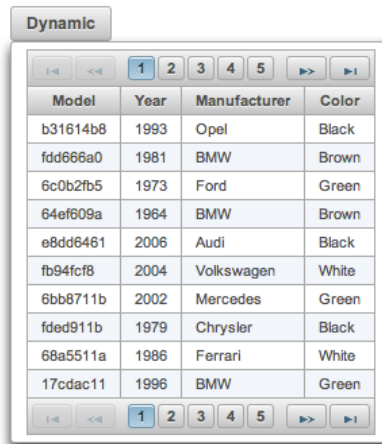 Dynamic
1 2 3 4 5
Model Year Manufacturer Color
b31614b8 1993 Opel Black
fdd666a0 1981 BMW Brown
6c0b2fb5 1973 Ford Green
64ef609a 1964 BMW Brown
e8dd6461 2006 Audi Black
fb94fcf8 2004 Volkswagen White
6bb8711b 2002 Mercedes Green
fded911b 1979 Chrysler Black
68a5511a 1986 Ferrari White
17cdac11 1996 BMW Green
1 2 3 4 5